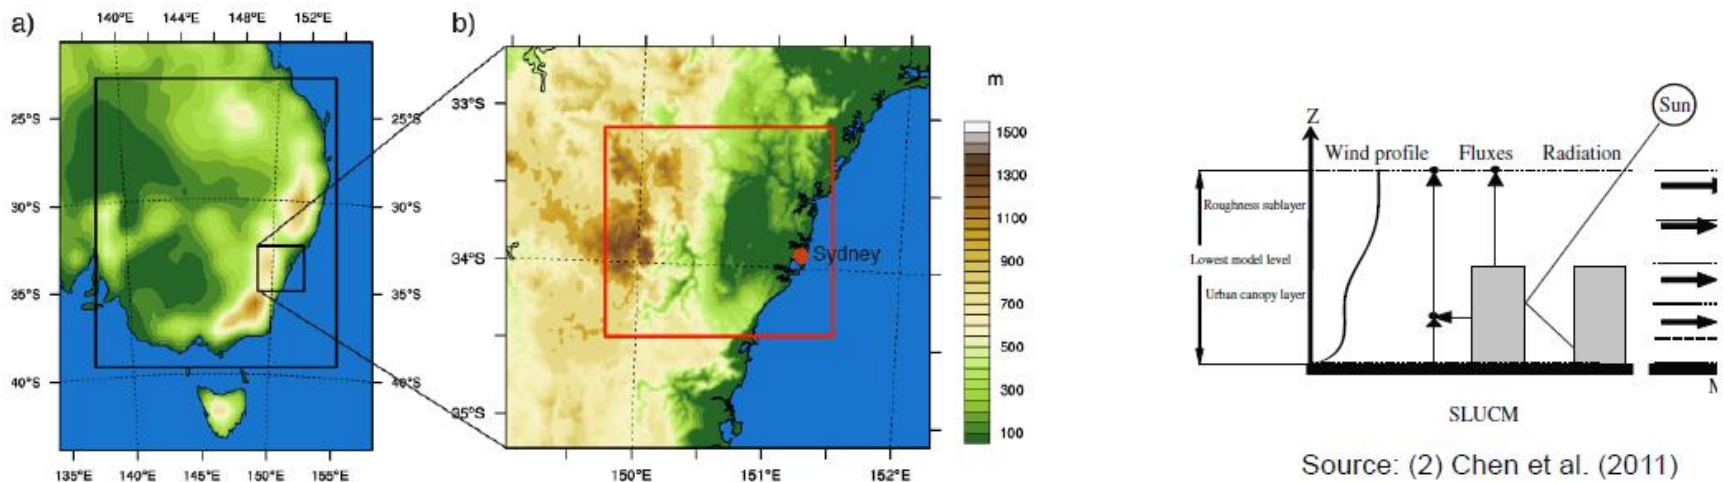 a)
140°E 144°E 148°E 152°E
25°S 25°S
30°S 30°S
35°S 35°S
40°S 40°S
135°E 140°E 145°E 150°E 155°E
b)
33°S
34°S
35°S
Sydney
150°E 151°E 152°E
m
1500
1300
1100
900
700
500
300
100
Sun
Z
Wind profile Fluxes Radiation
Roughness sublayer
Lowest model level
Urban canopy layer
M
SLUCM
Source: (2) Chen et al. (2011)